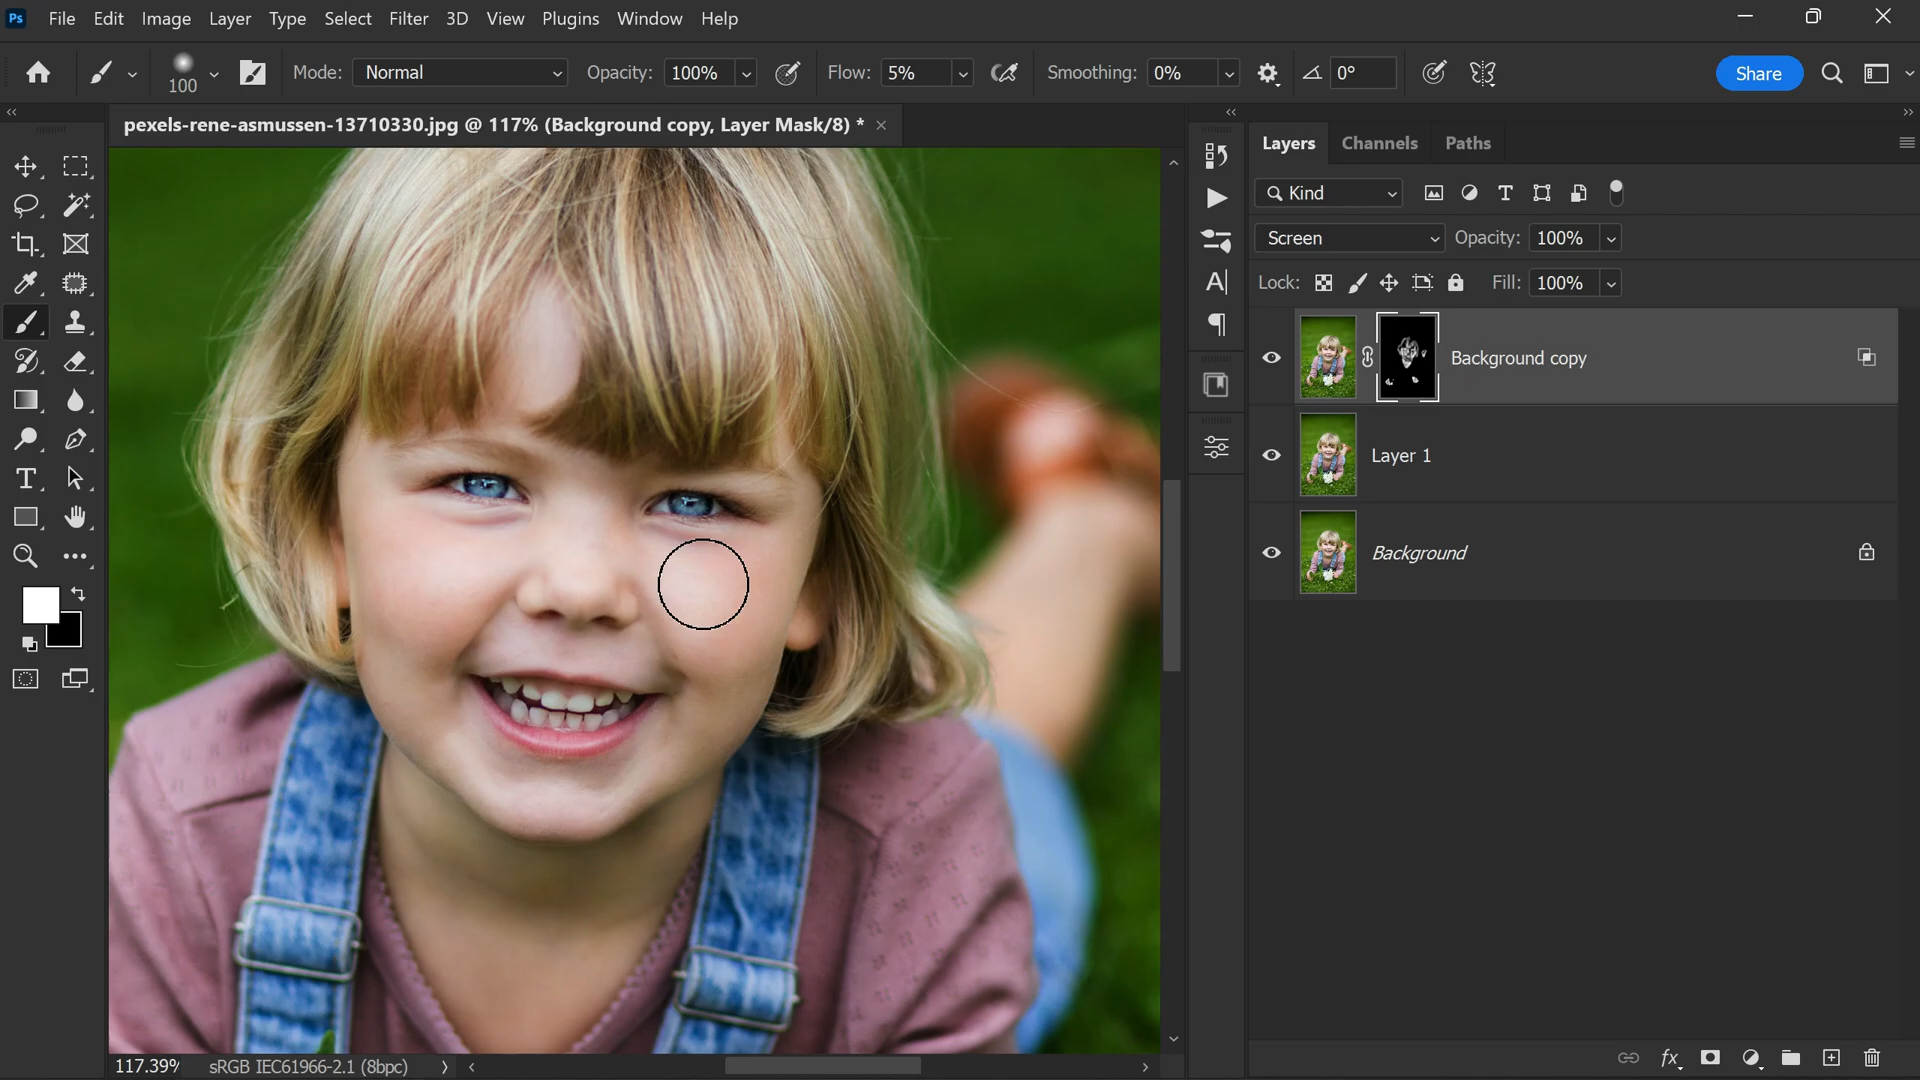 Ps File Edit Image Layer Type Select Filter 3D View Plugins Window Help
100 Mode: Normal Opacity: 100% Flow: 5% Smoothing: 0% 0° Share
pexels-rene-asmussen-13710330.jpg @ 117% (Background copy, Layer Mask/8) *
Layers Channels Paths
Kind
Screen Opacity: 100%
Lock: Fill: 100%
Background copy
Layer 1
Background
117.39% sRGB IEC61966-2.1 (8bpc)